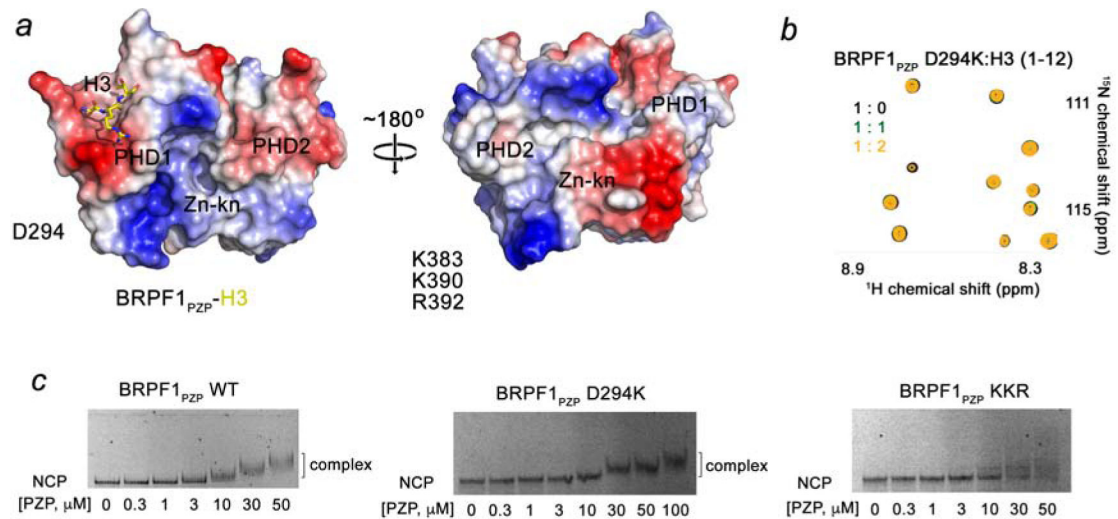 a
H3
PHD1
PHD2
Zn-kn
D294
BRPF1PZP-H3
~180°
PHD1
PHD2
Zn-kn
K383
K390
R392
b
BRPF1PZP D294K:H3 (1-12)
1 : 0
1 : 1
1 : 2
111
115
15N chemical shift (ppm)
8.9 8.3
1H chemical shift (ppm)
c
BRPF1PZP WT
NCP
complex
[PZP, μM] 0 0.3 1 3 10 30 50
BRPF1PZP D294K
NCP
complex
[PZP, μM] 0 0.3 1 3 10 30 50 100
BRPF1PZP KKR
NCP
[PZP, μM] 0 0.3 1 3 10 30 50